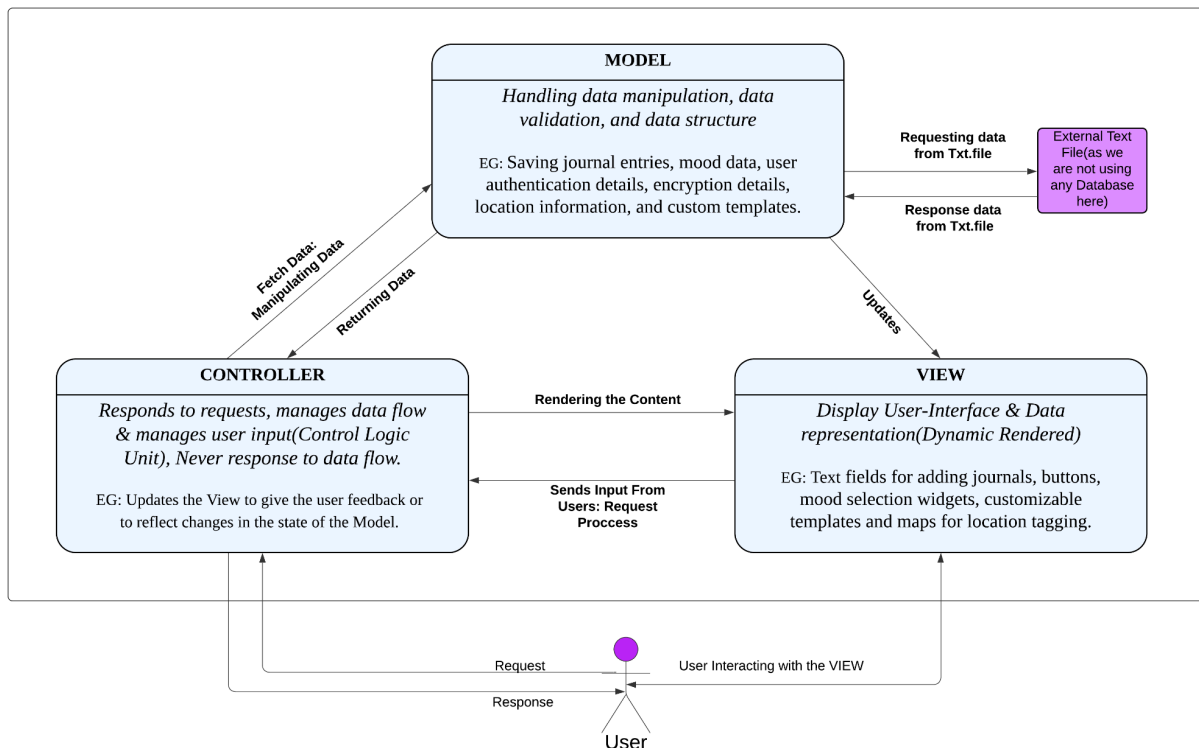 MODEL
Handling data manipulation, data
validation, and data structure
EG: Saving journal entries, mood data, user
authentication details, encryption details,
location information, and custom templates.
Requesting data
from Txt.file
External Text
File(as we
are not using
any Database
here)
Response data
from Txt.file
Fetch Data:
Manipulating Data
Returning Data
Updates
CONTROLLER
Responds to requests, manages data flow
& manages user input(Control Logic
Unit), Never response to data flow.
EG: Updates the View to give the user feedback or
to reflect changes in the state of the Model.
Rendering the Content
Sends Input From
Users: Request
Proccess
VIEW
Display User-Interface & Data
representation(Dynamic Rendered)
EG: Text fields for adding journals, buttons,
mood selection widgets, customizable
templates and maps for location tagging.
Request
User Interacting with the VIEW
Response
User